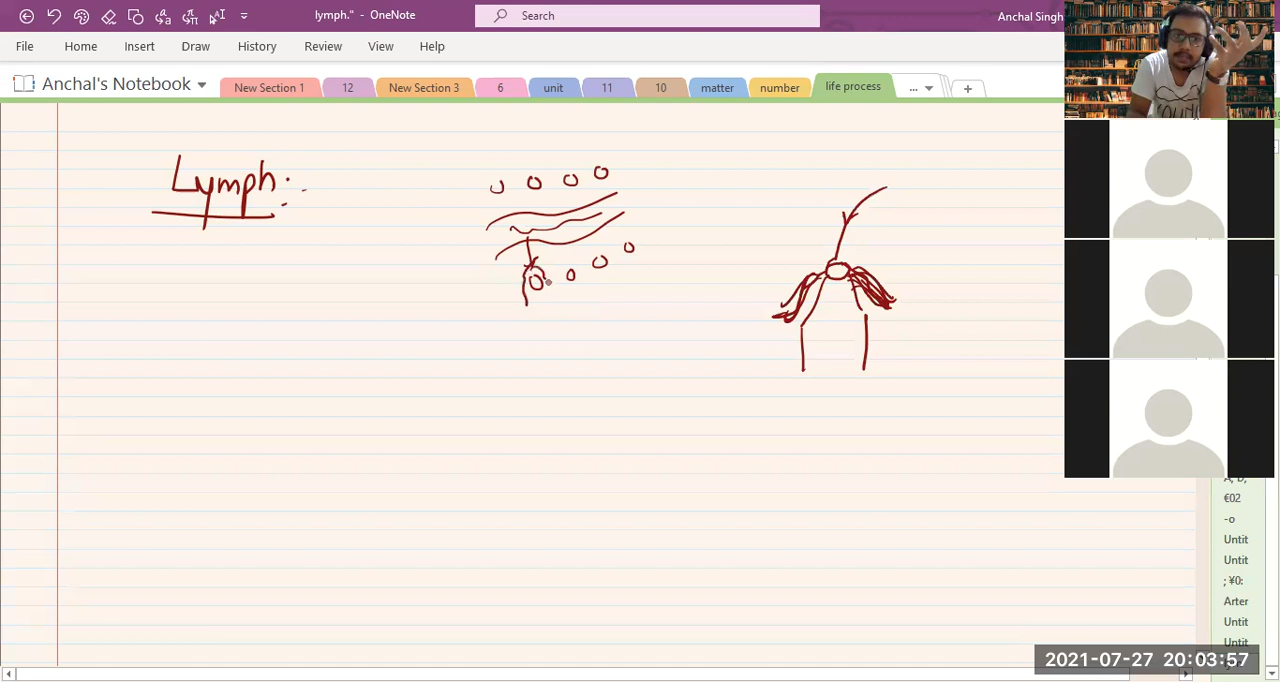 lymph." - OneNote
Search
Anchal Singh
File Home Insert Draw History Review View Help
Anchal's Notebook
New Section 1 12 New Section 3 6 unit 11 10 matter number life process ... +
Lymph:-
€02
-o
Untit
Untit
; ¥0:
Arter
Untit
Untit
2021-07-27 20:03:57